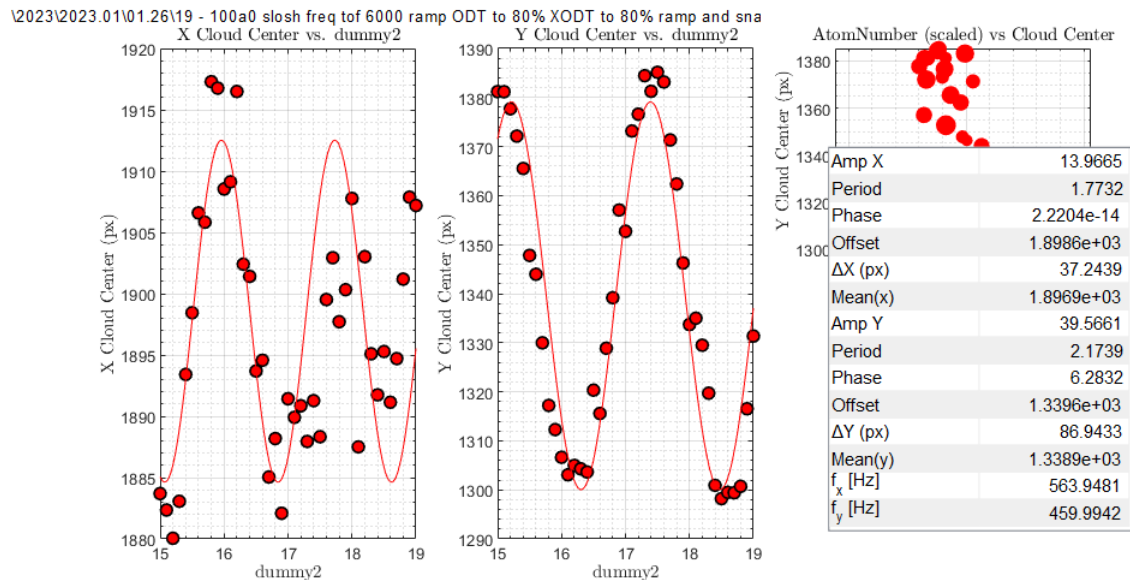 \2023\2023.01\01.26\19 - 100a0 slosh freq tof 6000 ramp ODT to 80% XODT to 80% ramp and sna
X Cloud Center vs. dummy2
X Cloud Center (px)
1920
1915
1910
1905
1900
1895
1890
1885
1880
15 16 17 18 19
dummy2
Y Cloud Center vs. dummy2
Y Cloud Center (px)
1390
1380
1370
1360
1350
1340
1330
1320
1310
1300
1290
15 16 17 18 19
dummy2
AtomNumber (scaled) vs Cloud Center
Y Cloud Center (px)
1380
1360
1340
1320
1300
Amp X 13.9665
Period 1.7732
Phase 2.2204e-14
Offset 1.8986e+03
ΔX (px) 37.2439
Mean(x) 1.8969e+03
Amp Y 39.5661
Period 2.1739
Phase 6.2832
Offset 1.3396e+03
ΔY (px) 86.9433
Mean(y) 1.3389e+03
f_x [Hz] 563.9481
f_y [Hz] 459.9942